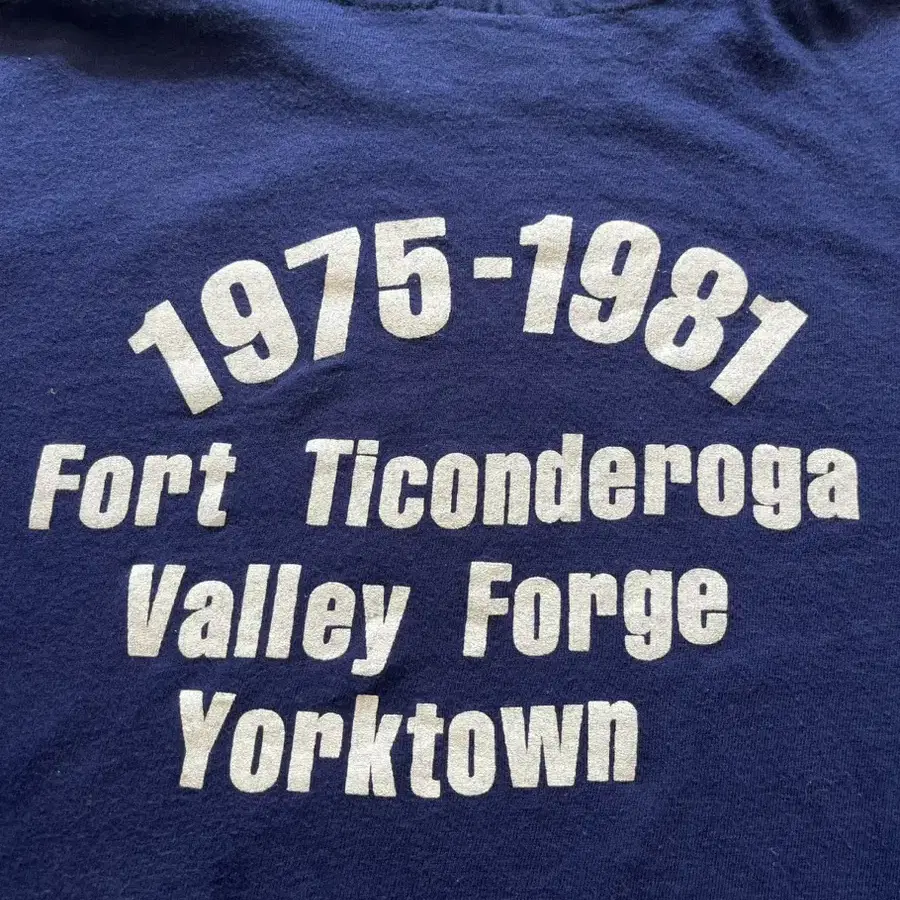 1975-1981
Fort Ticonderoga
Valley Forge
Yorktown